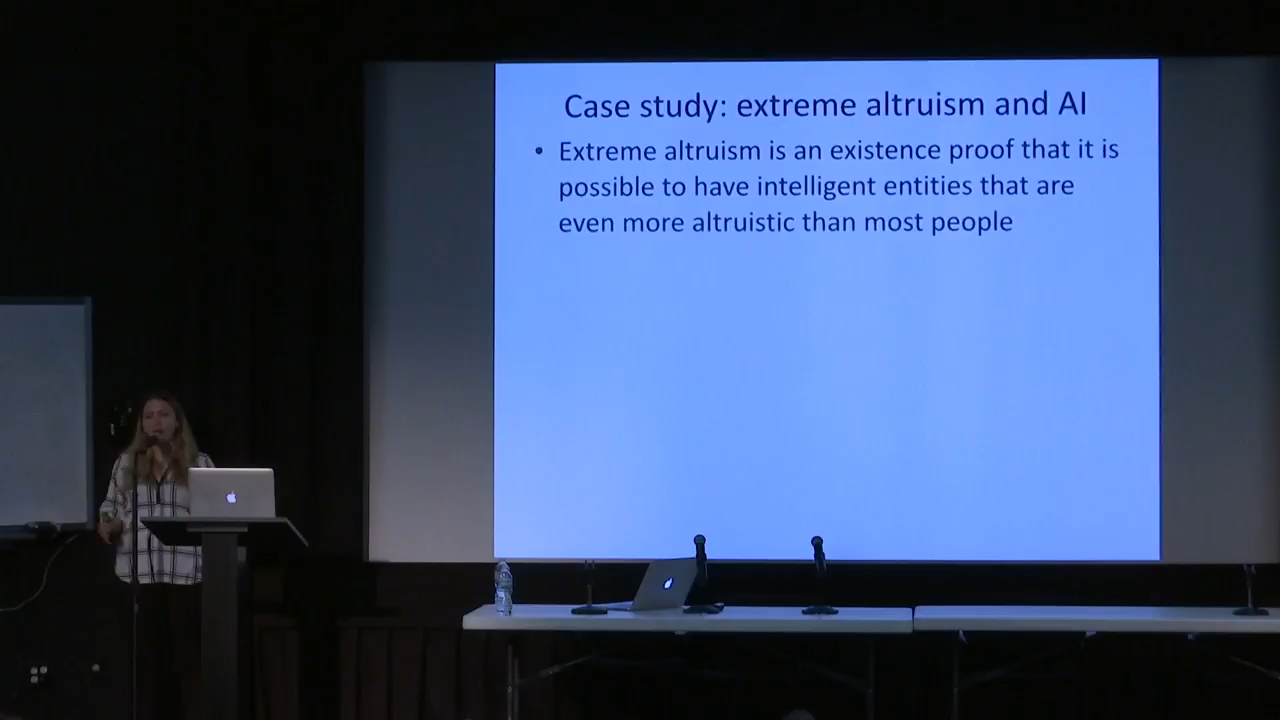 Case study: extreme altruism and AI
• Extreme altruism is an existence proof that it is
possible to have intelligent entities that are
even more altruistic than most people